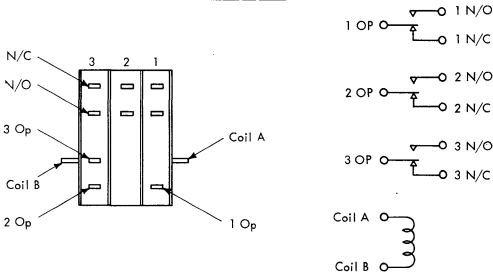 3 2 1
N/C
N/O
3 Op
Coil A
Coil B
2 Op
1 Op
1 N/O
1 OP
1 N/C
2 N/O
2 OP
2 N/C
3 N/O
3 OP
3 N/C
Coil A
Coil B